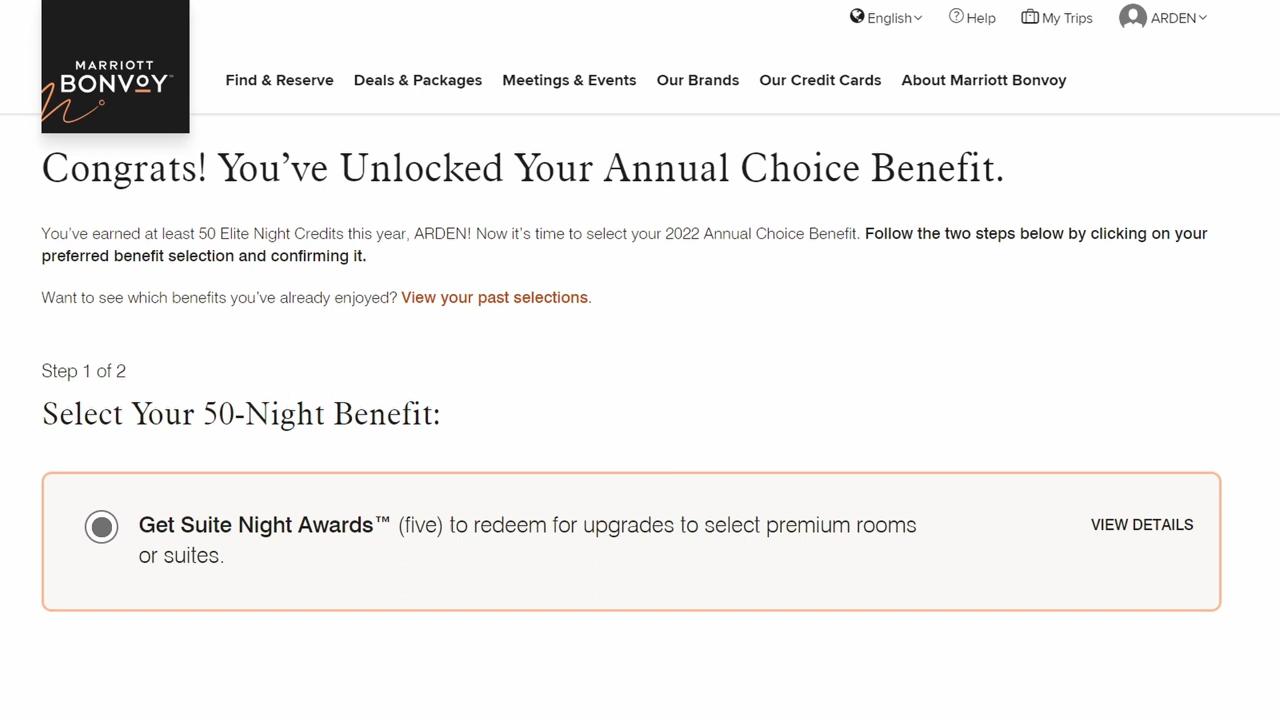 English
Help
My Trips
ARDEN
MARRIOTT
BONVOY™
Find & Reserve
Deals & Packages
Meetings & Events
Our Brands
Our Credit Cards
About Marriott Bonvoy
Congrats! You’ve Unlocked Your Annual Choice Benefit.
You’ve earned at least 50 Elite Night Credits this year, ARDEN! Now it’s time to select your 2022 Annual Choice Benefit. Follow the two steps below by clicking on your
preferred benefit selection and confirming it.
Want to see which benefits you’ve already enjoyed? View your past selections.
Step 1 of 2
Select Your 50-Night Benefit:
Get Suite Night Awards™ (five) to redeem for upgrades to select premium rooms
or suites.
VIEW DETAILS